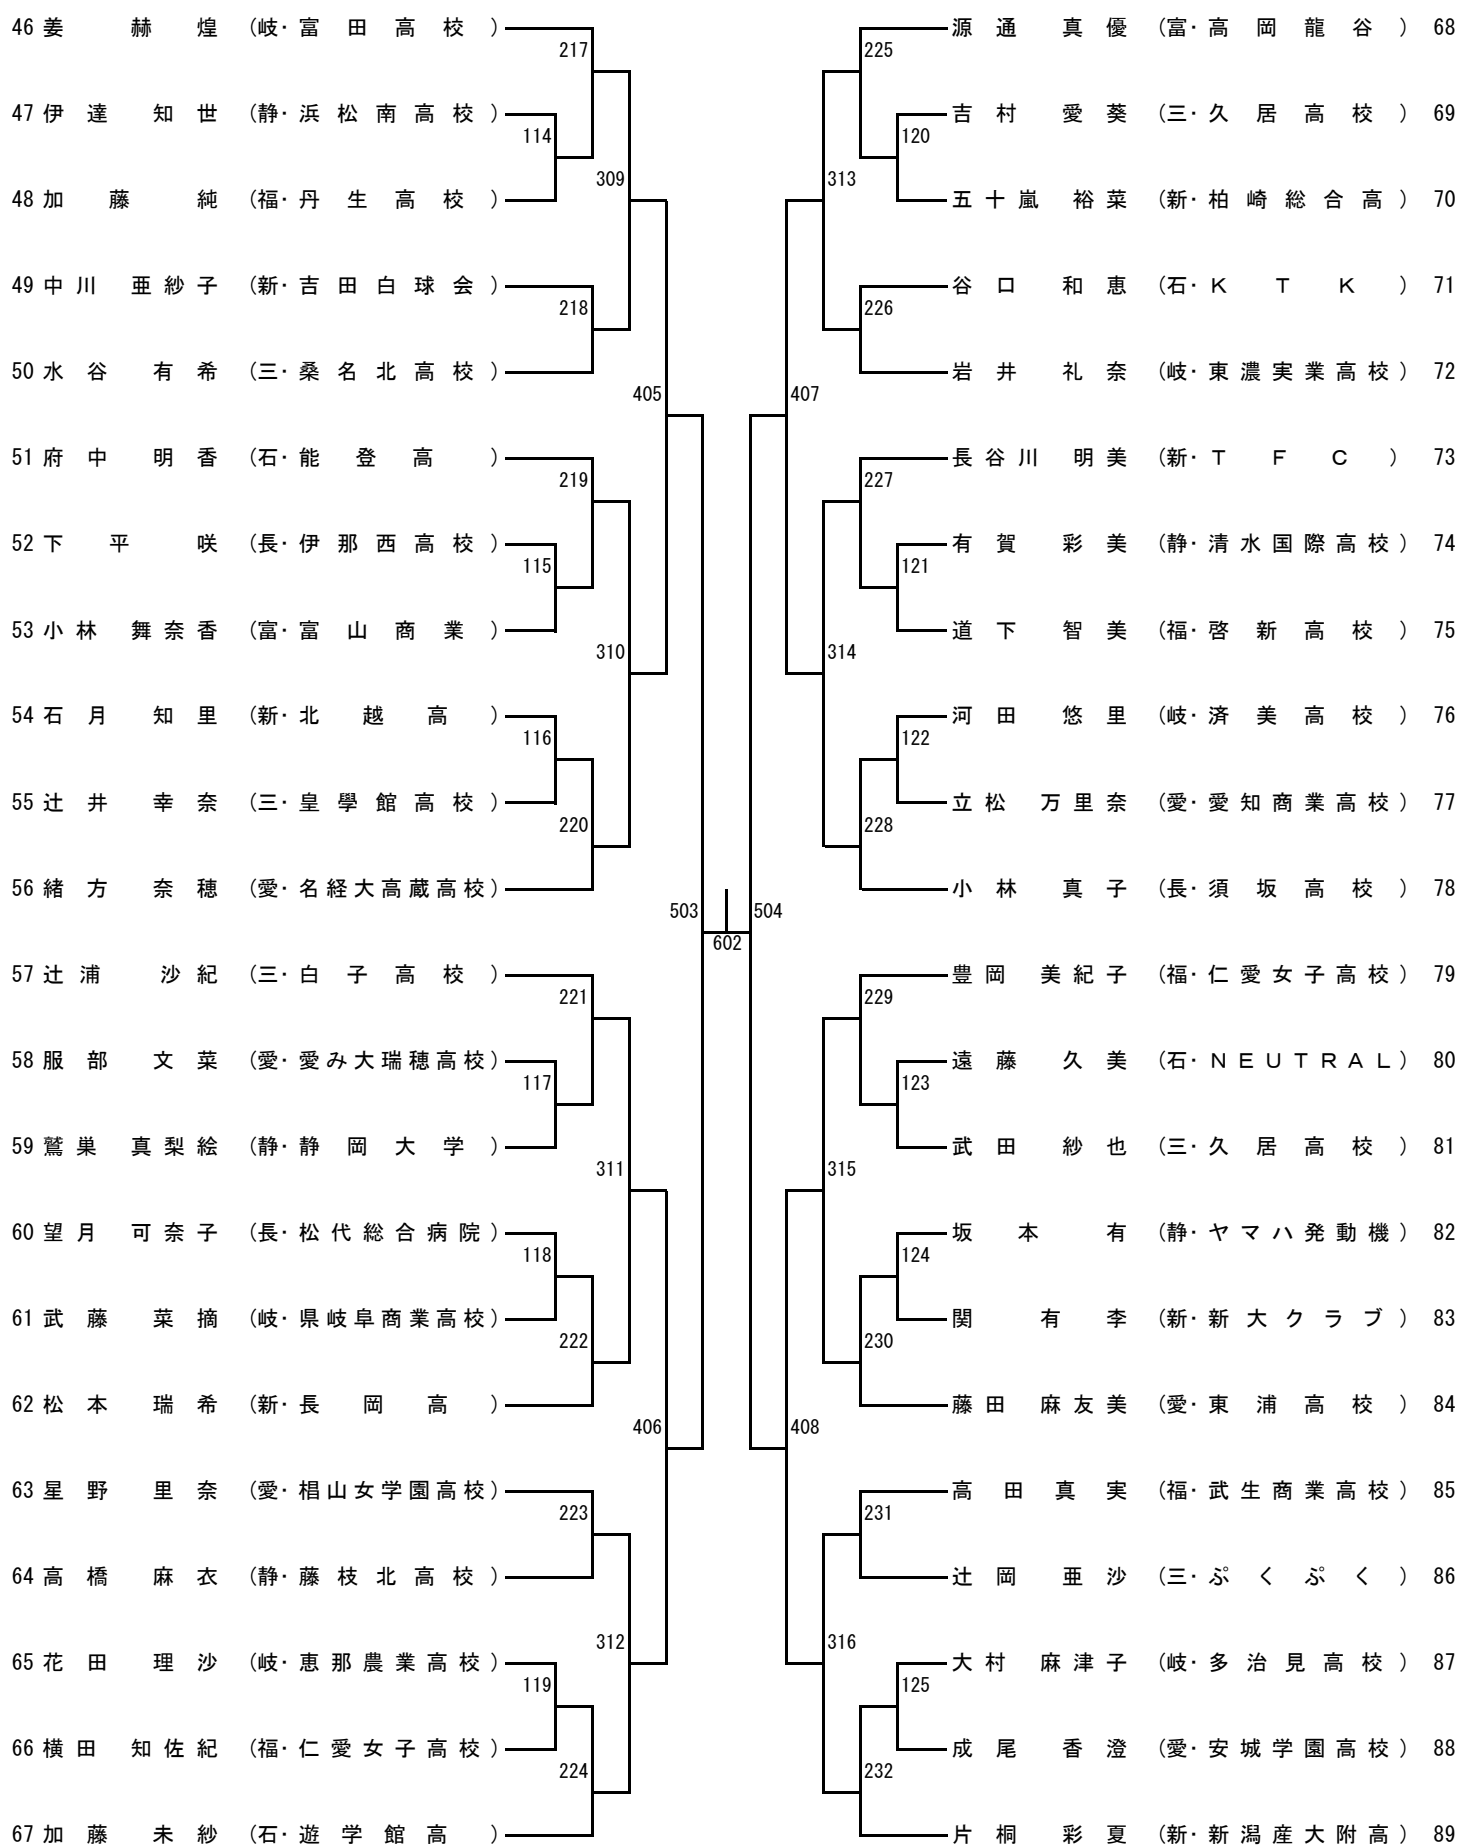 46 姜 赫 煌 (岐・富田高校)
217
47 伊達 知世 (静・浜松南高校)
114
48 加藤 純 (福・丹生高校)
309
49 中川 亜紗子 (新・吉田白球会)
218
50 水谷 有希 (三・桑名北高校)
405
51 府中 明香 (石・能登高)
219
52 下平 咲 (長・伊那西高校)
115
53 小林 舞奈香 (富・富山商業)
310
54 石月 知里 (新・北越高)
116
55 辻井 幸奈 (三・皇學館高校)
220
56 緒方 奈穂 (愛・名経大高蔵高校)
503
57 辻浦 沙紀 (三・白子高校)
221
58 服部 文菜 (愛・愛み大瑞穂高校)
117
59 鷲巣 真梨絵 (静・静岡大学)
311
60 望月 可奈子 (長・松代総合病院)
118
61 武藤 菜摘 (岐・県岐阜商業高校)
222
62 松本 瑞希 (新・長岡高)
406
63 星野 里奈 (愛・椙山女学園高校)
223
64 高橋 麻衣 (静・藤枝北高校)
312
65 花田 理沙 (岐・恵那農業高校)
119
66 横田 知佐紀 (福・仁愛女子高校)
224
67 加藤 未紗 (石・遊学館高)
602
源通 真優 (富・高岡龍谷) 68
225
吉村 愛葵 (三・久居高校) 69
120
五十嵐 裕菜 (新・柏崎総合高) 70
313
谷口 和恵 (石・KTK) 71
226
岩井 礼奈 (岐・東濃実業高校) 72
407
長谷川 明美 (新・TFC) 73
227
有賀 彩美 (静・清水国際高校) 74
121
道下 智美 (福・啓新高校) 75
314
河田 悠里 (岐・済美高校) 76
122
立松 万里奈 (愛・愛知商業高校) 77
228
小林 真子 (長・須坂高校) 78
504
豊岡 美紀子 (福・仁愛女子高校) 79
229
遠藤 久美 (石・NEUTRAL) 80
123
武田 紗也 (三・久居高校) 81
315
坂本 有 (静・ヤマハ発動機) 82
124
関 有李 (新・新大クラブ) 83
230
藤田 麻友美 (愛・東浦高校) 84
408
高田 真実 (福・武生商業高校) 85
231
辻岡 亜沙 (三・ぷくぷく) 86
316
大村 麻津子 (岐・多治見高校) 87
125
成尾 香澄 (愛・安城学園高校) 88
232
片桐 彩夏 (新・新潟産大附高) 89